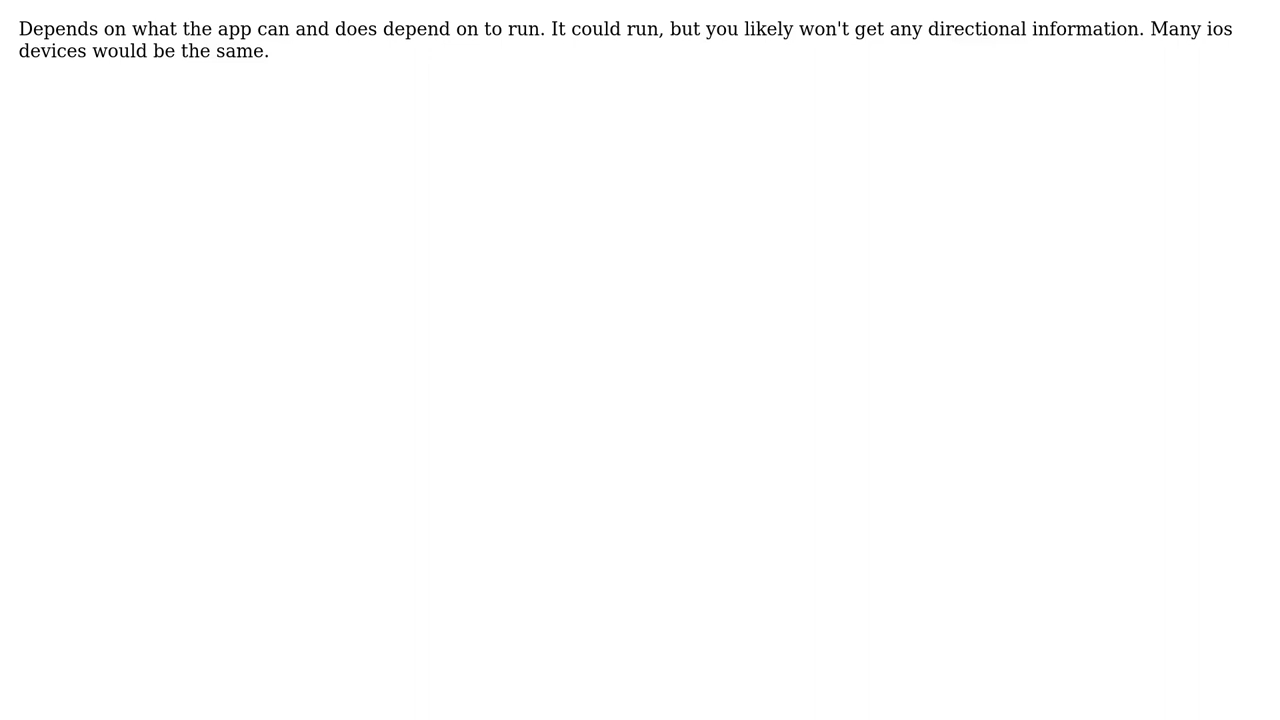 Depends on what the app can and does depend on to run. It could run, but you likely won't get any directional information. Many ios
devices would be the same.